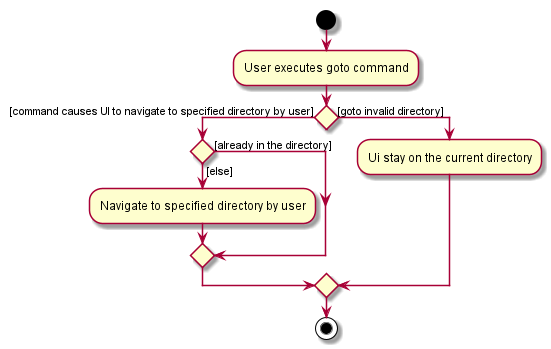 User executes goto command
[command causes UI to navigate to specified directory by user]
[goto invalid directory]
[already in the directory]
Ui stay on the current directory
[else]
Navigate to specified directory by user